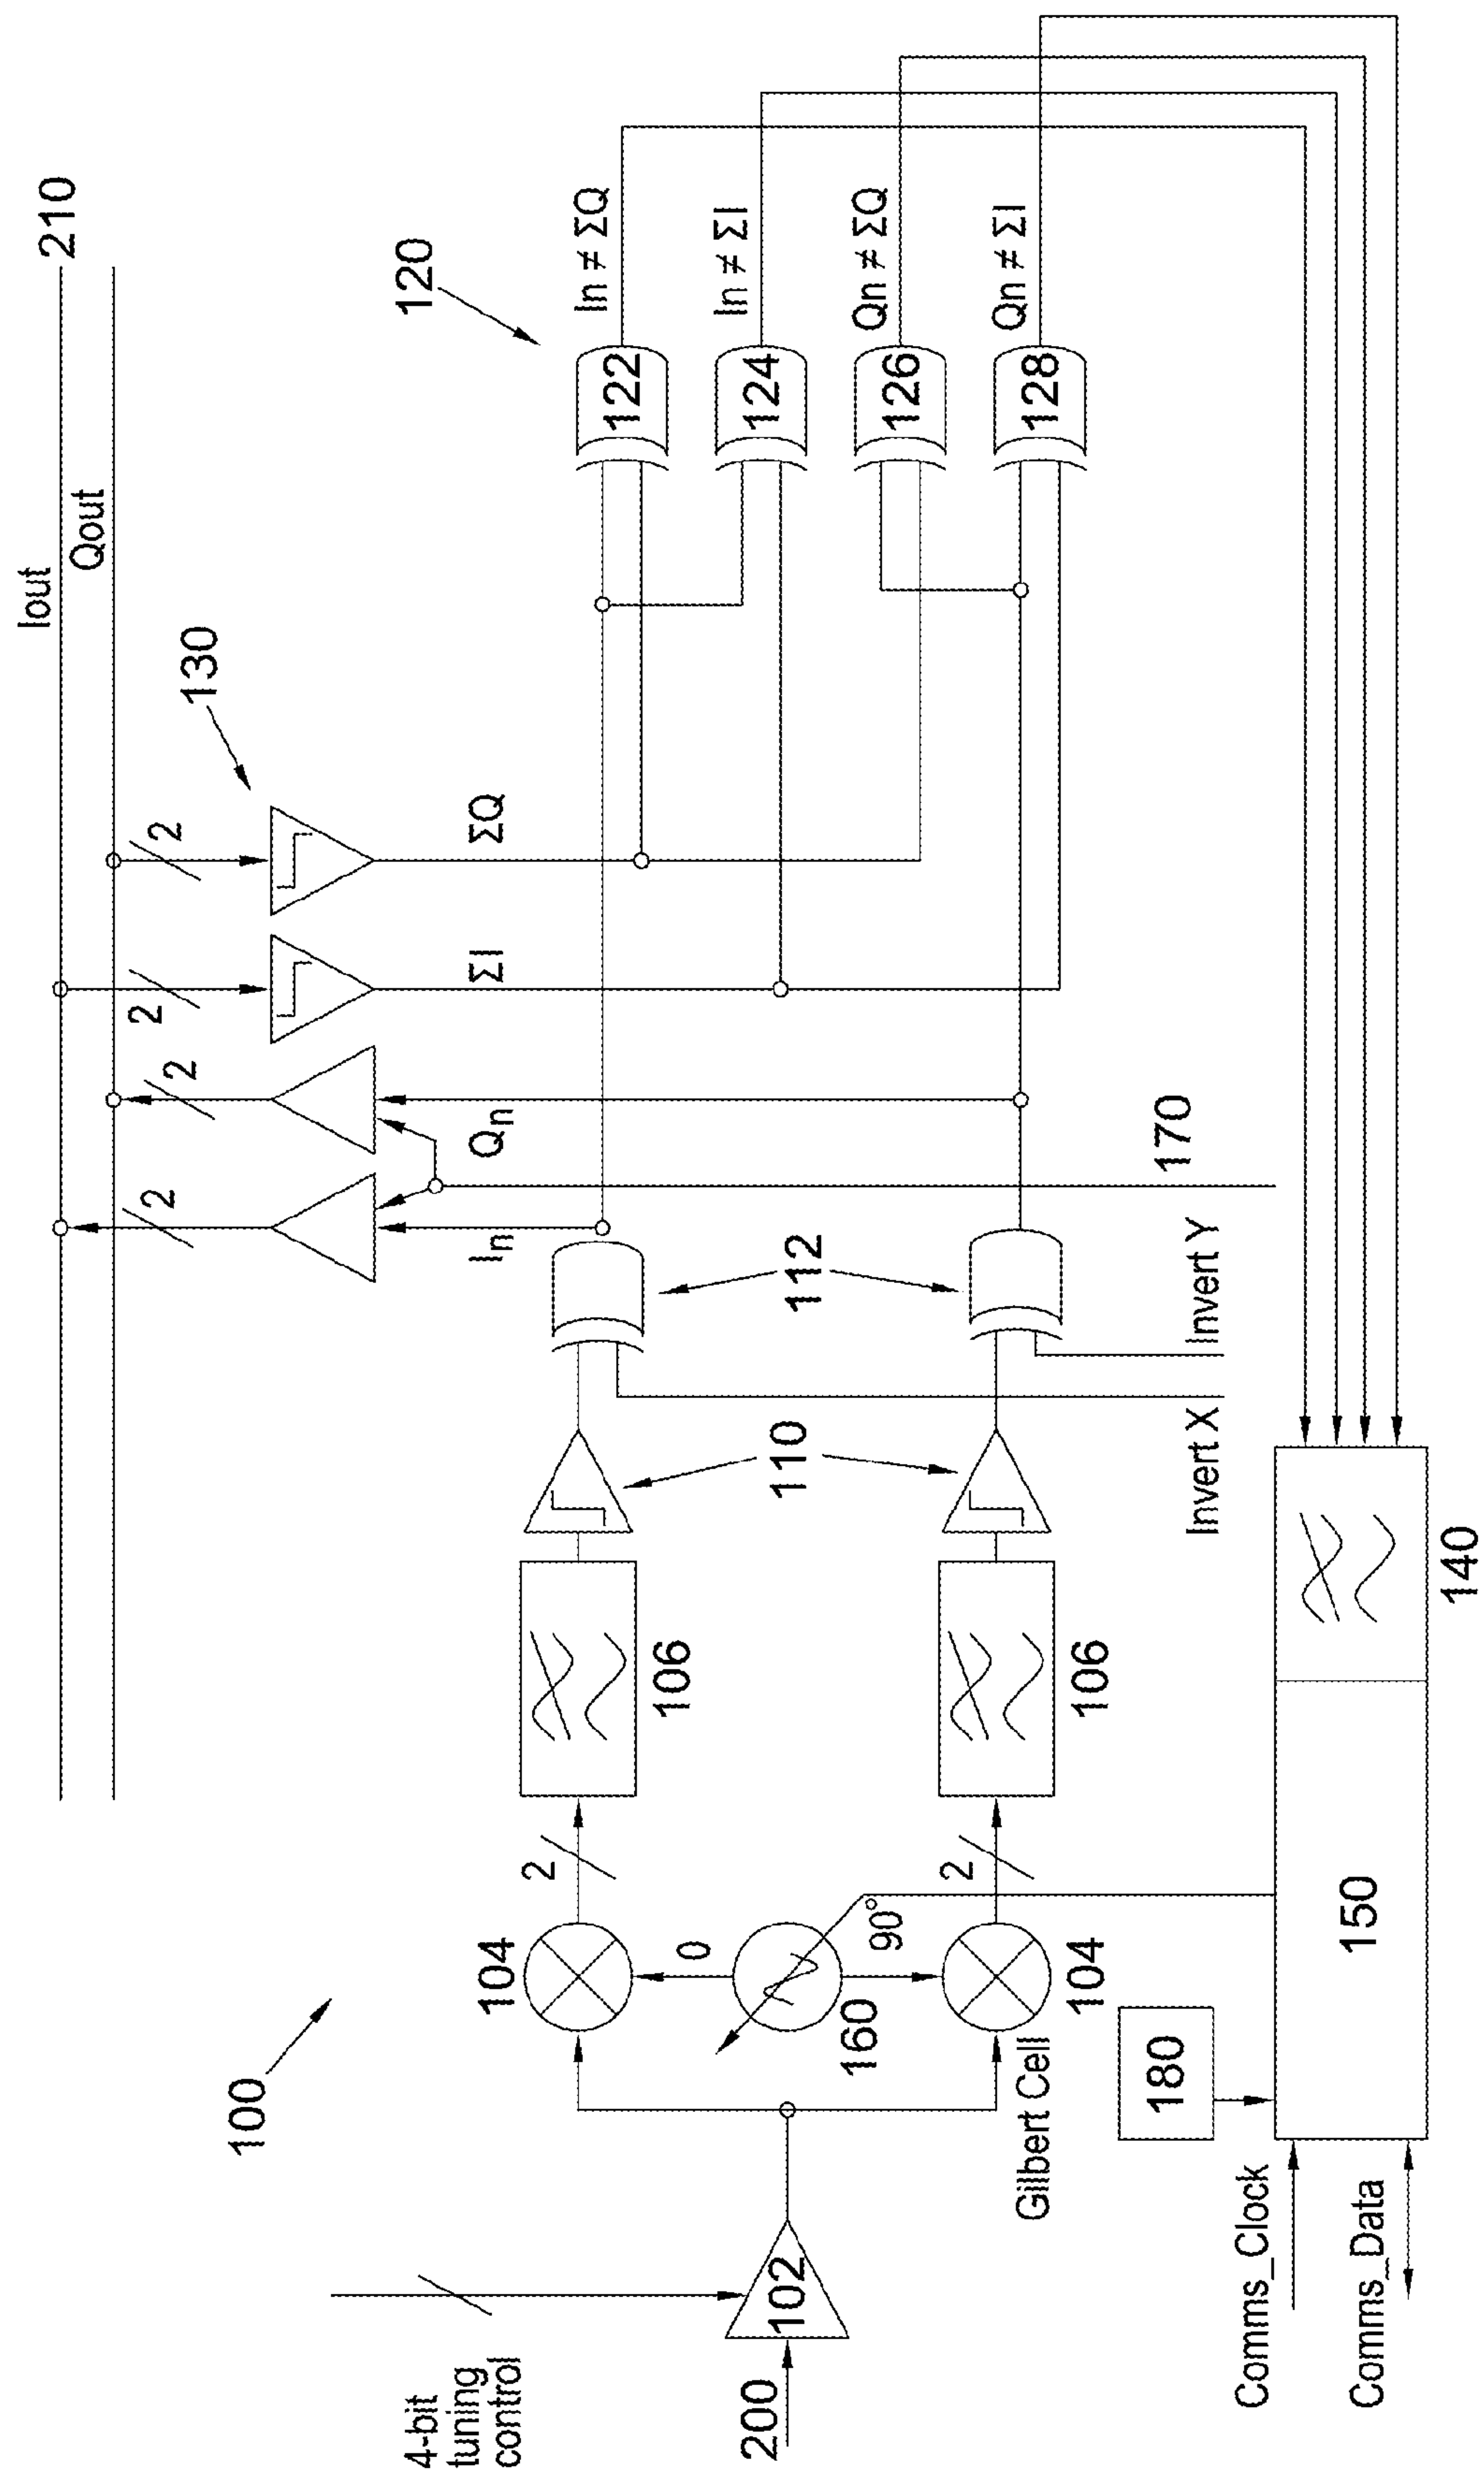 Iout
210
Qout
130
2
2
2
2
ΣQ
ΣI
Qn
In
120
In ≠ ΣQ
In ≠ ΣI
Qn ≠ ΣQ
Qn ≠ ΣI
122
124
126
128
100
4-bit
tuning
control
200
102
104
0
160
90°
104
Gilbert Cell
2
2
106
106
110
112
Invert X
Invert Y
170
180
Comms_Clock
Comms_Data
150
140